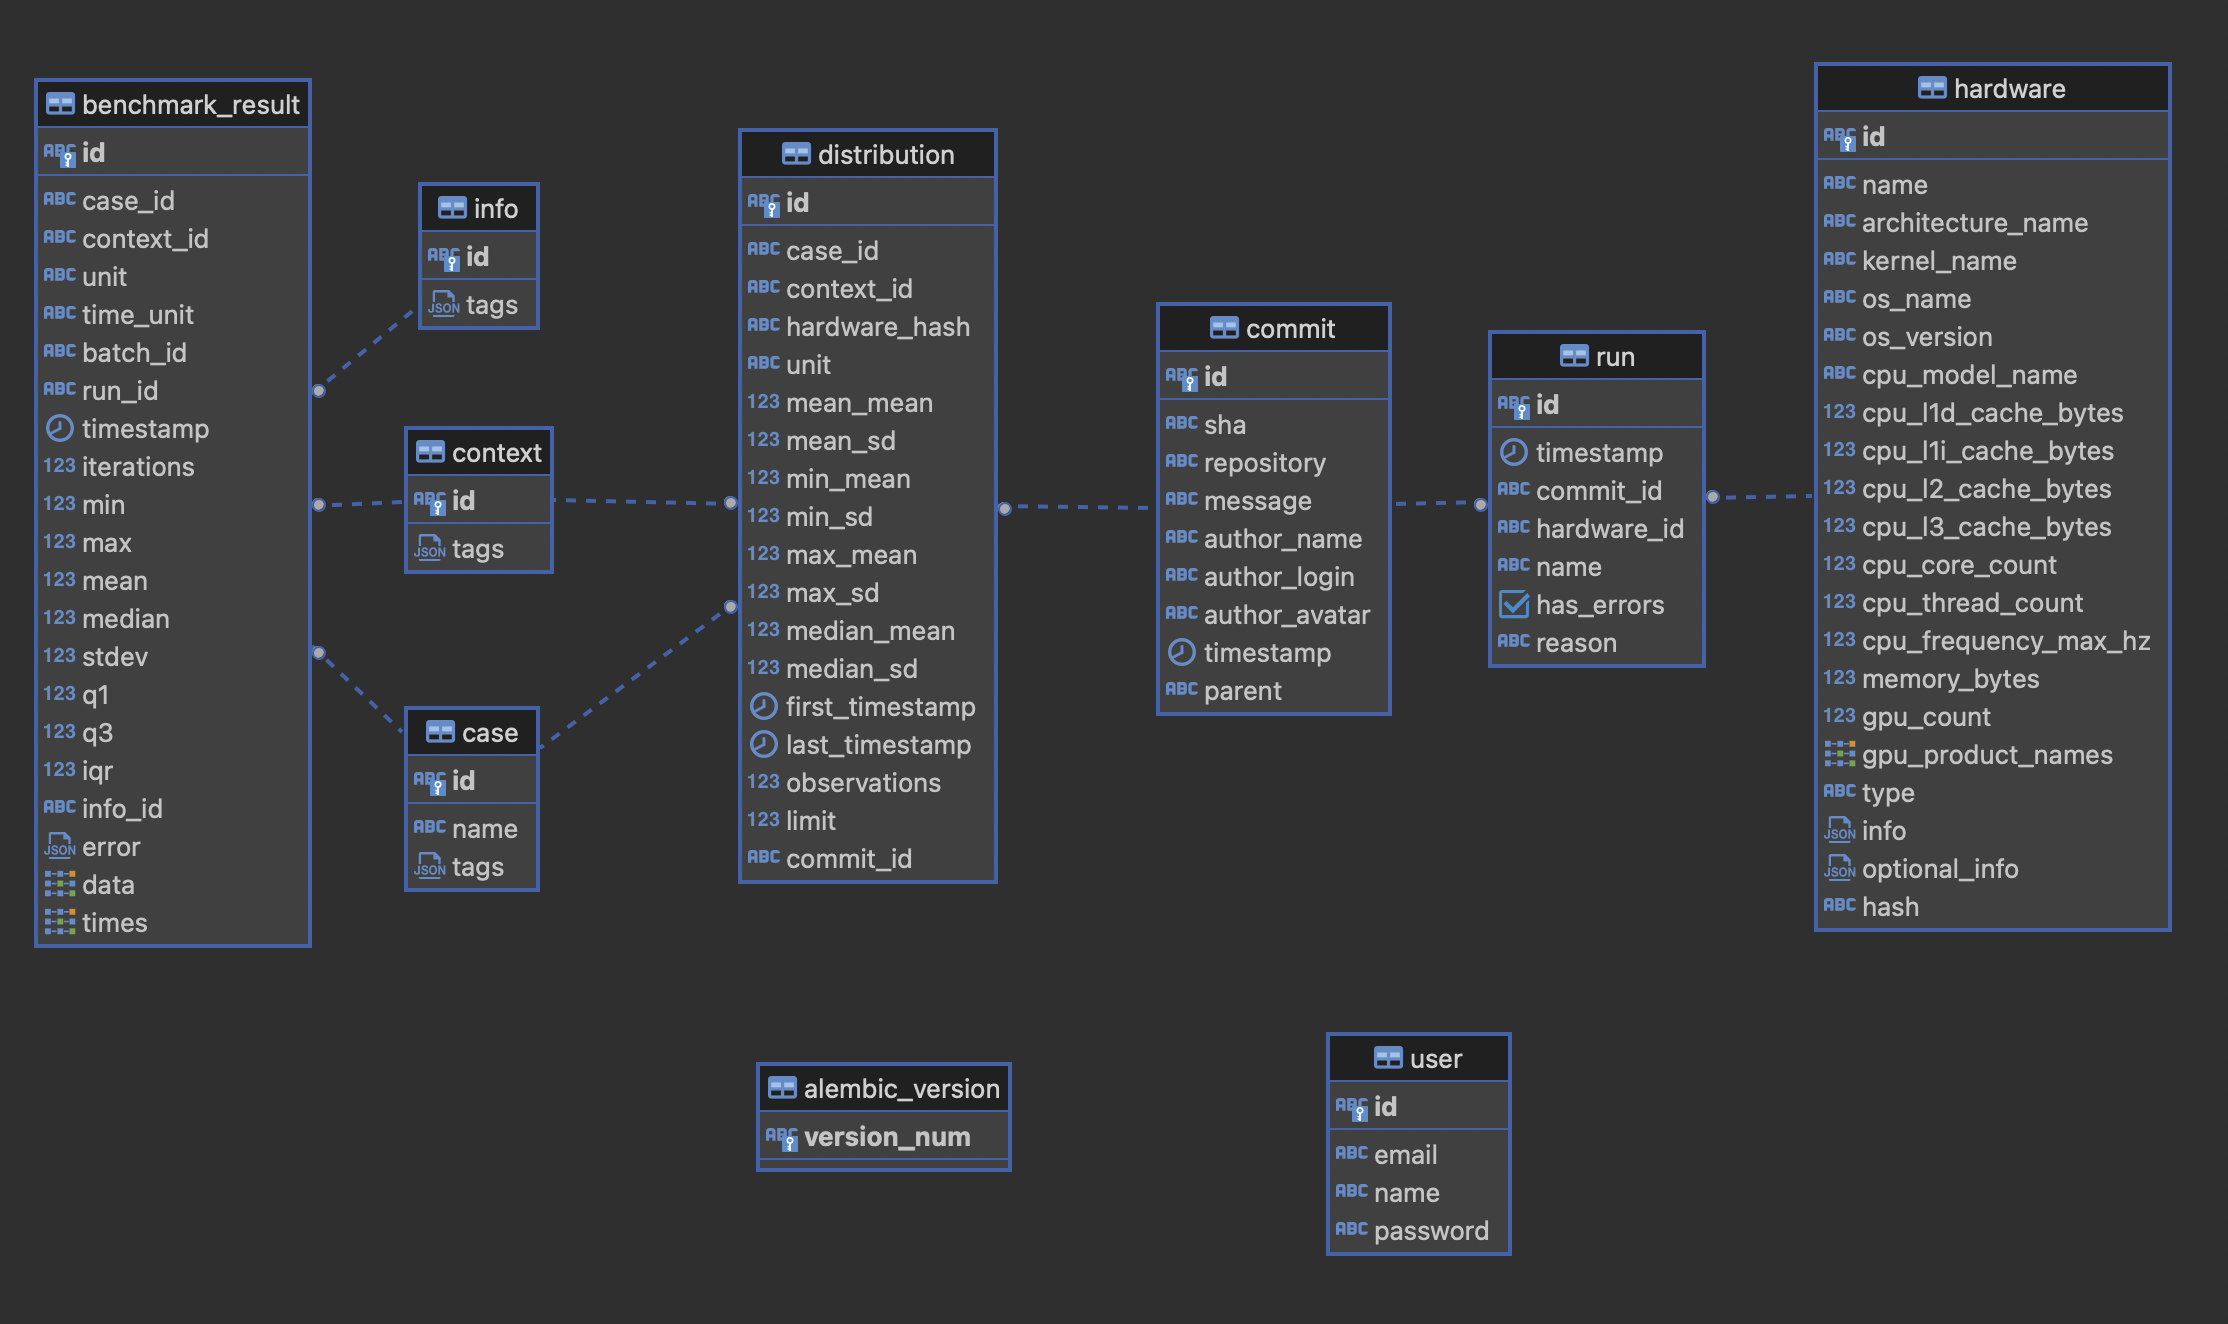 benchmark_result
ABC id
ABC case_id
ABC context_id
ABC unit
ABC time_unit
ABC batch_id
ABC run_id
timestamp
123 iterations
123 min
123 max
123 mean
123 median
123 stdev
123 q1
123 q3
123 iqr
ABC info_id
JSON error
data
times
info
ABC id
JSON tags
context
ABC id
JSON tags
case
ABC id
ABC name
JSON tags
distribution
ABC id
ABC case_id
ABC context_id
ABC hardware_hash
ABC unit
123 mean_mean
123 mean_sd
123 min_mean
123 min_sd
123 max_mean
123 max_sd
123 median_mean
123 median_sd
first_timestamp
last_timestamp
123 observations
123 limit
ABC commit_id
commit
ABC id
ABC sha
ABC repository
ABC message
ABC author_name
ABC author_login
ABC author_avatar
timestamp
ABC parent
run
ABC id
timestamp
ABC commit_id
ABC hardware_id
ABC name
has_errors
ABC reason
hardware
ABC id
ABC name
ABC architecture_name
ABC kernel_name
ABC os_name
ABC os_version
ABC cpu_model_name
123 cpu_l1d_cache_bytes
123 cpu_l1i_cache_bytes
123 cpu_l2_cache_bytes
123 cpu_l3_cache_bytes
123 cpu_core_count
123 cpu_thread_count
123 cpu_frequency_max_hz
123 memory_bytes
123 gpu_count
gpu_product_names
ABC type
JSON info
JSON optional_info
ABC hash
alembic_version
ABC version_num
user
ABC id
ABC email
ABC name
ABC password